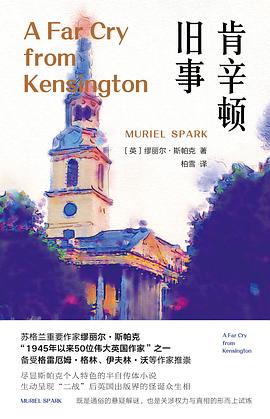 A Far Cry
from
Kensington
肯辛顿
旧事
MURIEL SPARK
［英］缪丽尔·斯帕克 著
柏雪 译
苏格兰重要作家缪丽尔·斯帕克
“1945年以来50位伟大英国作家”之一
备受格雷厄姆·格林、伊夫林·沃等作家推崇
A Far Cry
from
Kensington
尽显斯帕克个人特色的半自传体小说
生动呈现“二战”后英国出版界的怪诞众生相
MURIEL SPARK
既是通俗的悬疑解谜，也是关涉权力与真相的形而上试炼